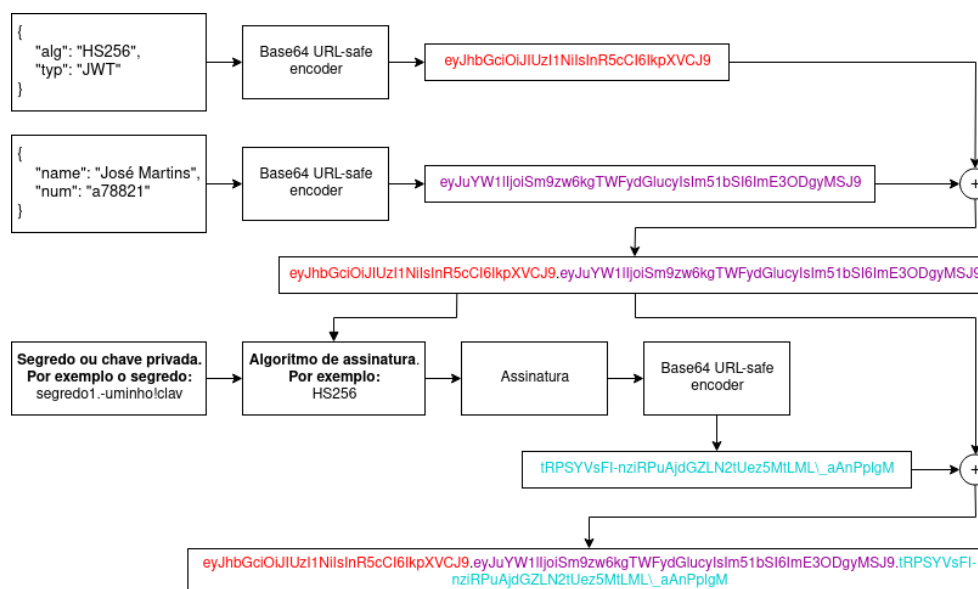 {
"alg": "HS256",
"typ": "JWT"
}
Base64 URL-safe
encoder
eyJhbGciOiJIUzI1NiIsInR5cCI6IkpXVCJ9
{
"name": "José Martins",
"num": "a78821"
}
Base64 URL-safe
encoder
eyJuYW1lIjoiSm9zw6kgTWFydGlucyIsIm51bSI6ImE3ODgyMSJ9
+
eyJhbGciOiJIUzI1NiIsInR5cCI6IkpXVCJ9.eyJuYW1lIjoiSm9zw6kgTWFydGlucyIsIm51bSI6ImE3ODgyMSJ9
Segredo ou chave privada.
Por exemplo o segredo:
segredo1.-uminho!clav
Algoritmo de assinatura.
Por exemplo:
HS256
Assinatura
Base64 URL-safe
encoder
tRPSYVsFI-nziRPuAjdGZLN2tUez5MtLML\_aAnPplgM
+
eyJhbGciOiJIUzI1NiIsInR5cCI6IkpXVCJ9.eyJuYW1lIjoiSm9zw6kgTWFydGlucyIsIm51bSI6ImE3ODgyMSJ9.tRPSYVsFI-
nziRPuAjdGZLN2tUez5MtLML\_aAnPplgM